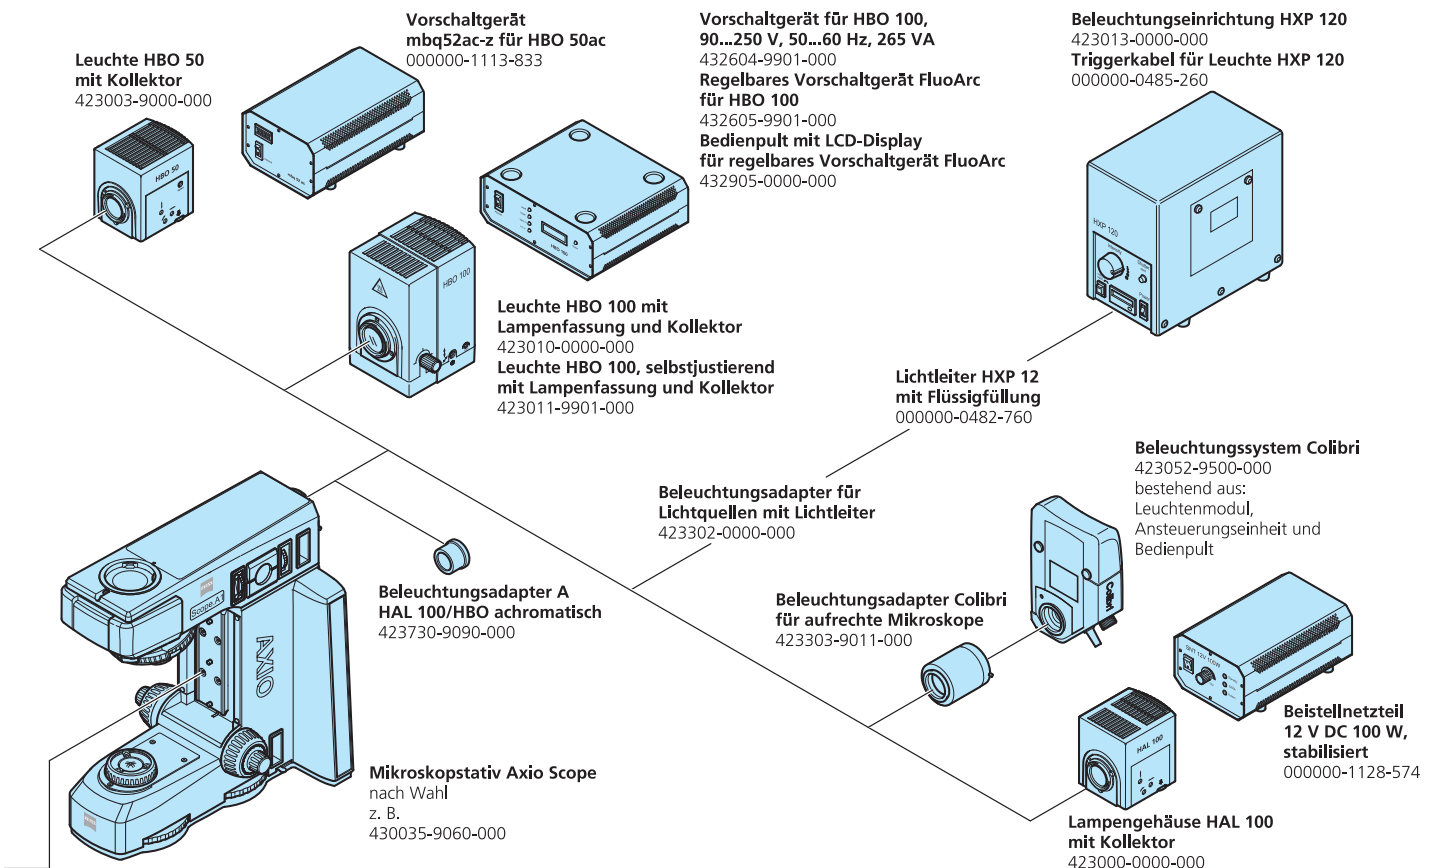 Vorschaltgerät
mbq52ac-z für HBO 50ac
000000-1113-833
Vorschaltgerät für HBO 100,
90...250 V, 50...60 Hz, 265 VA
432604-9901-000
Regelbares Vorschaltgerät FluoArc
für HBO 100
432605-9901-000
Bedienpult mit LCD-Display
für regelbares Vorschaltgerät FluoArc
432905-0000-000
Beleuchtungseinrichtung HXP 120
423013-0000-000
Triggerkabel für Leuchte HXP 120
000000-0485-260
Leuchte HBO 50
mit Kollektor
423003-9000-000
HBO 50
mbq 52 ac
HBO 100
HBO 100
HXP 120
Leuchte HBO 100 mit
Lampenfassung und Kollektor
423010-0000-000
Leuchte HBO 100, selbstjustierend
mit Lampenfassung und Kollektor
423011-9901-000
Lichtleiter HXP 12
mit Flüssigfüllung
000000-0482-760
Beleuchtungssystem Colibri
423052-9500-000
bestehend aus:
Leuchtenmodul,
Ansteuerungseinheit und
Bedienpult
Colibri
Beleuchtungsadapter für
Lichtquellen mit Lichtleiter
423302-0000-000
Beleuchtungsadapter A
HAL 100/HBO achromatisch
423730-9090-000
Beleuchtungsadapter Colibri
für aufrechte Mikroskope
423303-9011-000
Scope.A1
AXIO
SNT 12V 100W
HAL 100
Beistellnetzteil
12 V DC 100 W,
stabilisiert
000000-1128-574
Mikroskopstativ Axio Scope
nach Wahl
z. B.
430035-9060-000
Lampengehäuse HAL 100
mit Kollektor
423000-0000-000